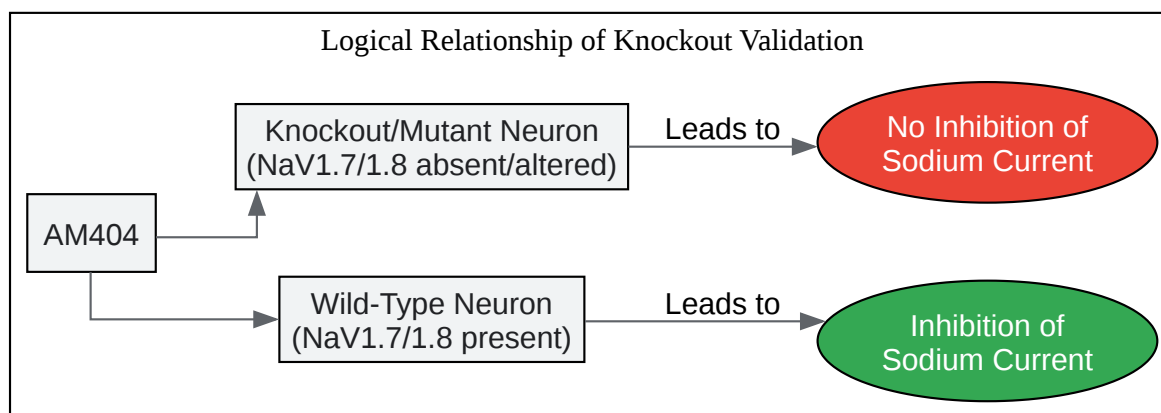 Logical Relationship of Knockout Validation
Knockout/Mutant Neuron
(NaV1.7/1.8 absent/altered)
Leads to
No Inhibition of
Sodium Current
AM404
Wild-Type Neuron
(NaV1.7/1.8 present)
Leads to
Inhibition of
Sodium Current